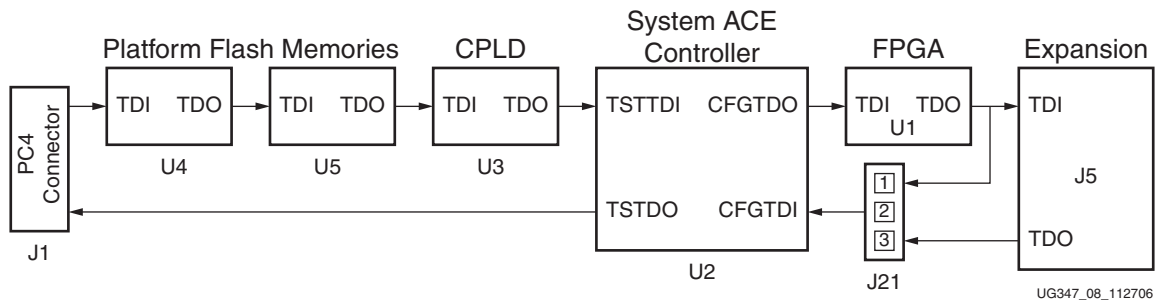 System ACE
Platform Flash Memories CPLD Controller FPGA Expansion
PC4
Connector
TDI TDO TDI TDO TDI TDO TSTTDI CFGTDO TDI TDO TDI
U1
U4 U5 U3
J5
1
2
3
TSTDO CFGTDI TDO
J1 U2 J21
UG347_08_112706